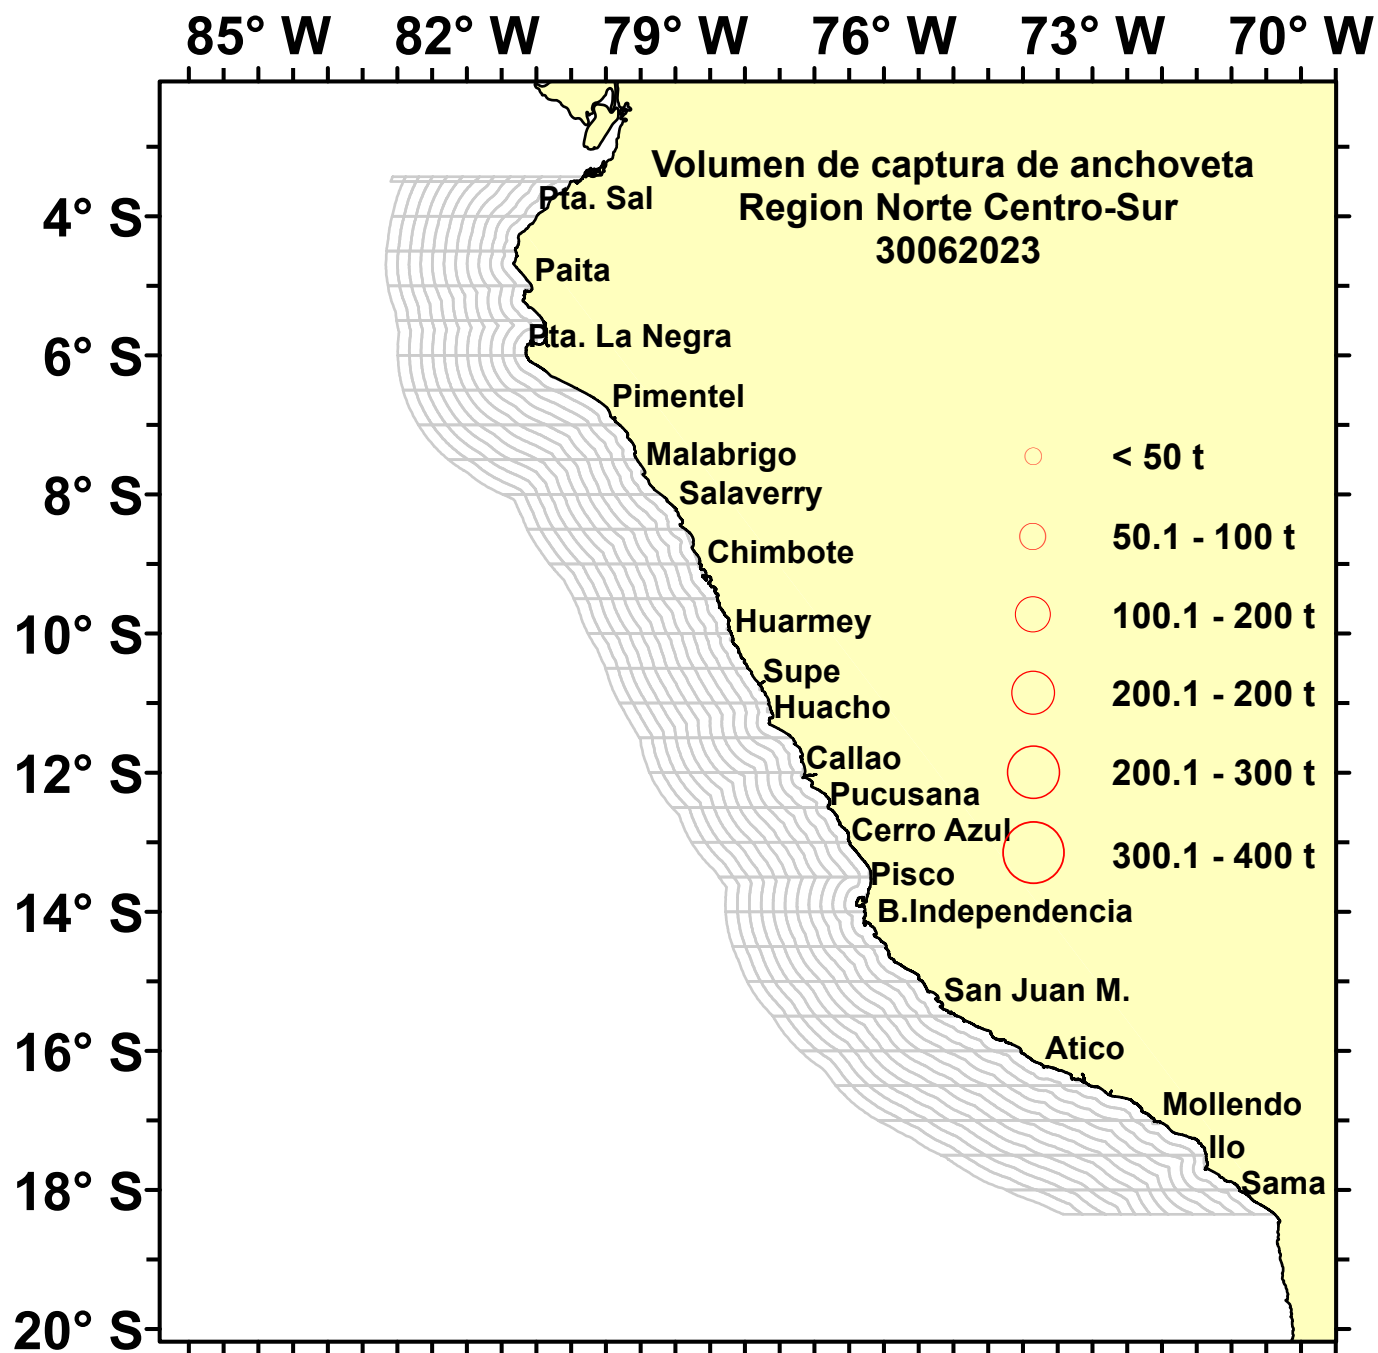 85° W 82° W 79° W 76° W 73° W 70° W
Volumen de captura de anchoveta
Region Norte Centro-Sur
30062023
4° S
6° S
8° S
10° S
12° S
14° S
16° S
18° S
20° S
Pta. Sal
Paita
Pta. La Negra
Pimentel
Malabrigo
Salaverry
Chimbote
Huarmey
Supe
Huacho
Callao
Pucusana
Cerro Azul
Pisco
B.Independencia
San Juan M.
Atico
Mollendo
Ilo
Sama
< 50 t
50.1 - 100 t
100.1 - 200 t
200.1 - 200 t
200.1 - 300 t
300.1 - 400 t